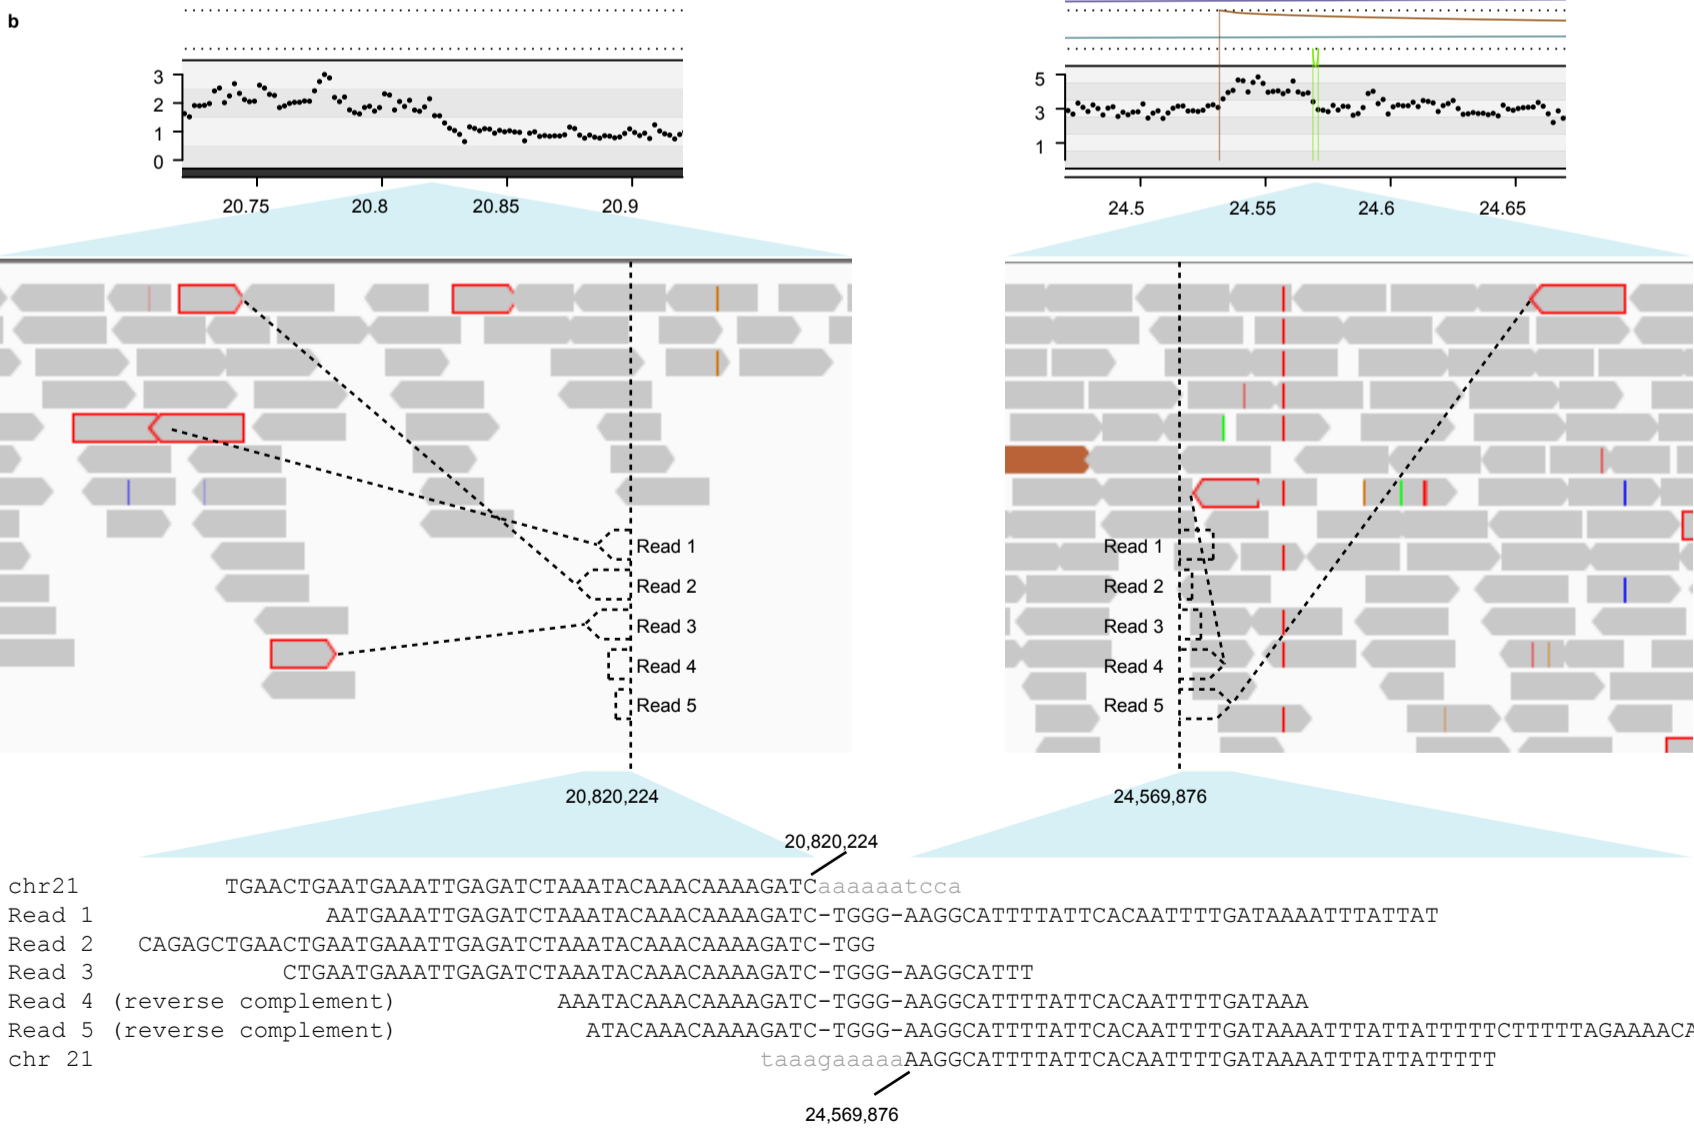 b
3
2
1
0
20.75 20.8 20.85 20.9
5
3
1
24.5 24.55 24.6 24.65
Read 1
Read 2
Read 3
Read 4
Read 5
Read 1
Read 2
Read 3
Read 4
Read 5
20,820,224
24,569,876
20,820,224
chr21 TGAACTGAATGAAATTGAGATCTAAATACAAACAAAAGATCaaaaaatcca
Read 1 AATGAAATTGAGATCTAAATACAAACAAAAGATC-TGGG-AAGGCATTTTATTCACAATTTTGATAAAATTTATTAT
Read 2 CAGAGCTGAACTGAATGAAATTGAGATCTAAATACAAACAAAAGATC-TGG
Read 3 CTGAATGAAATTGAGATCTAAATACAAACAAAAGATC-TGGG-AAGGCATTT
Read 4 (reverse complement) AAATACAAACAAAAGATC-TGGG-AAGGCATTTTATTCACAATTTTGATAAA
Read 5 (reverse complement) ATACAAACAAAAGATC-TGGG-AAGGCATTTTATTCACAATTTTGATAAAATTTATTATTTTTCTTTTTAGAAAACA
chr 21 taaagaaaaaAAGGCATTTTATTCACAATTTTGATAAAATTTATTATTTTT
24,569,876